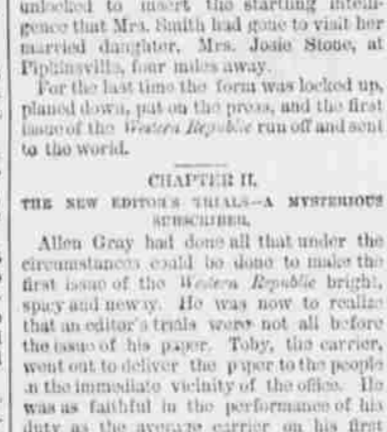 unlocked to insert the startling intelli-
gence that Mrs. Smith had gone to visit her
married daughter, Mrs. Josie Stone, at
Piphinsville, four miles away.
For the last time the form was locked up,
planed down, put on the press, and the first
issue of the Western Republic run off and sent
to the world.
CHAPTER II.
THE NEW EDITOR'S TRIALS—A MYSTERIOUS
SUBSCRIBER.
Allen Gray had done all that under the
circumstances could be done to make the
first issue of the Western Republic bright,
spicy and newsy. He was now to realize
that an editor's trials were not all before
the issue of his paper. Toby, the carrier,
went out to deliver the paper to the people
in the immediate vicinity of the office. He
was as faithful in the performance of his
duty as the average carrier on his first